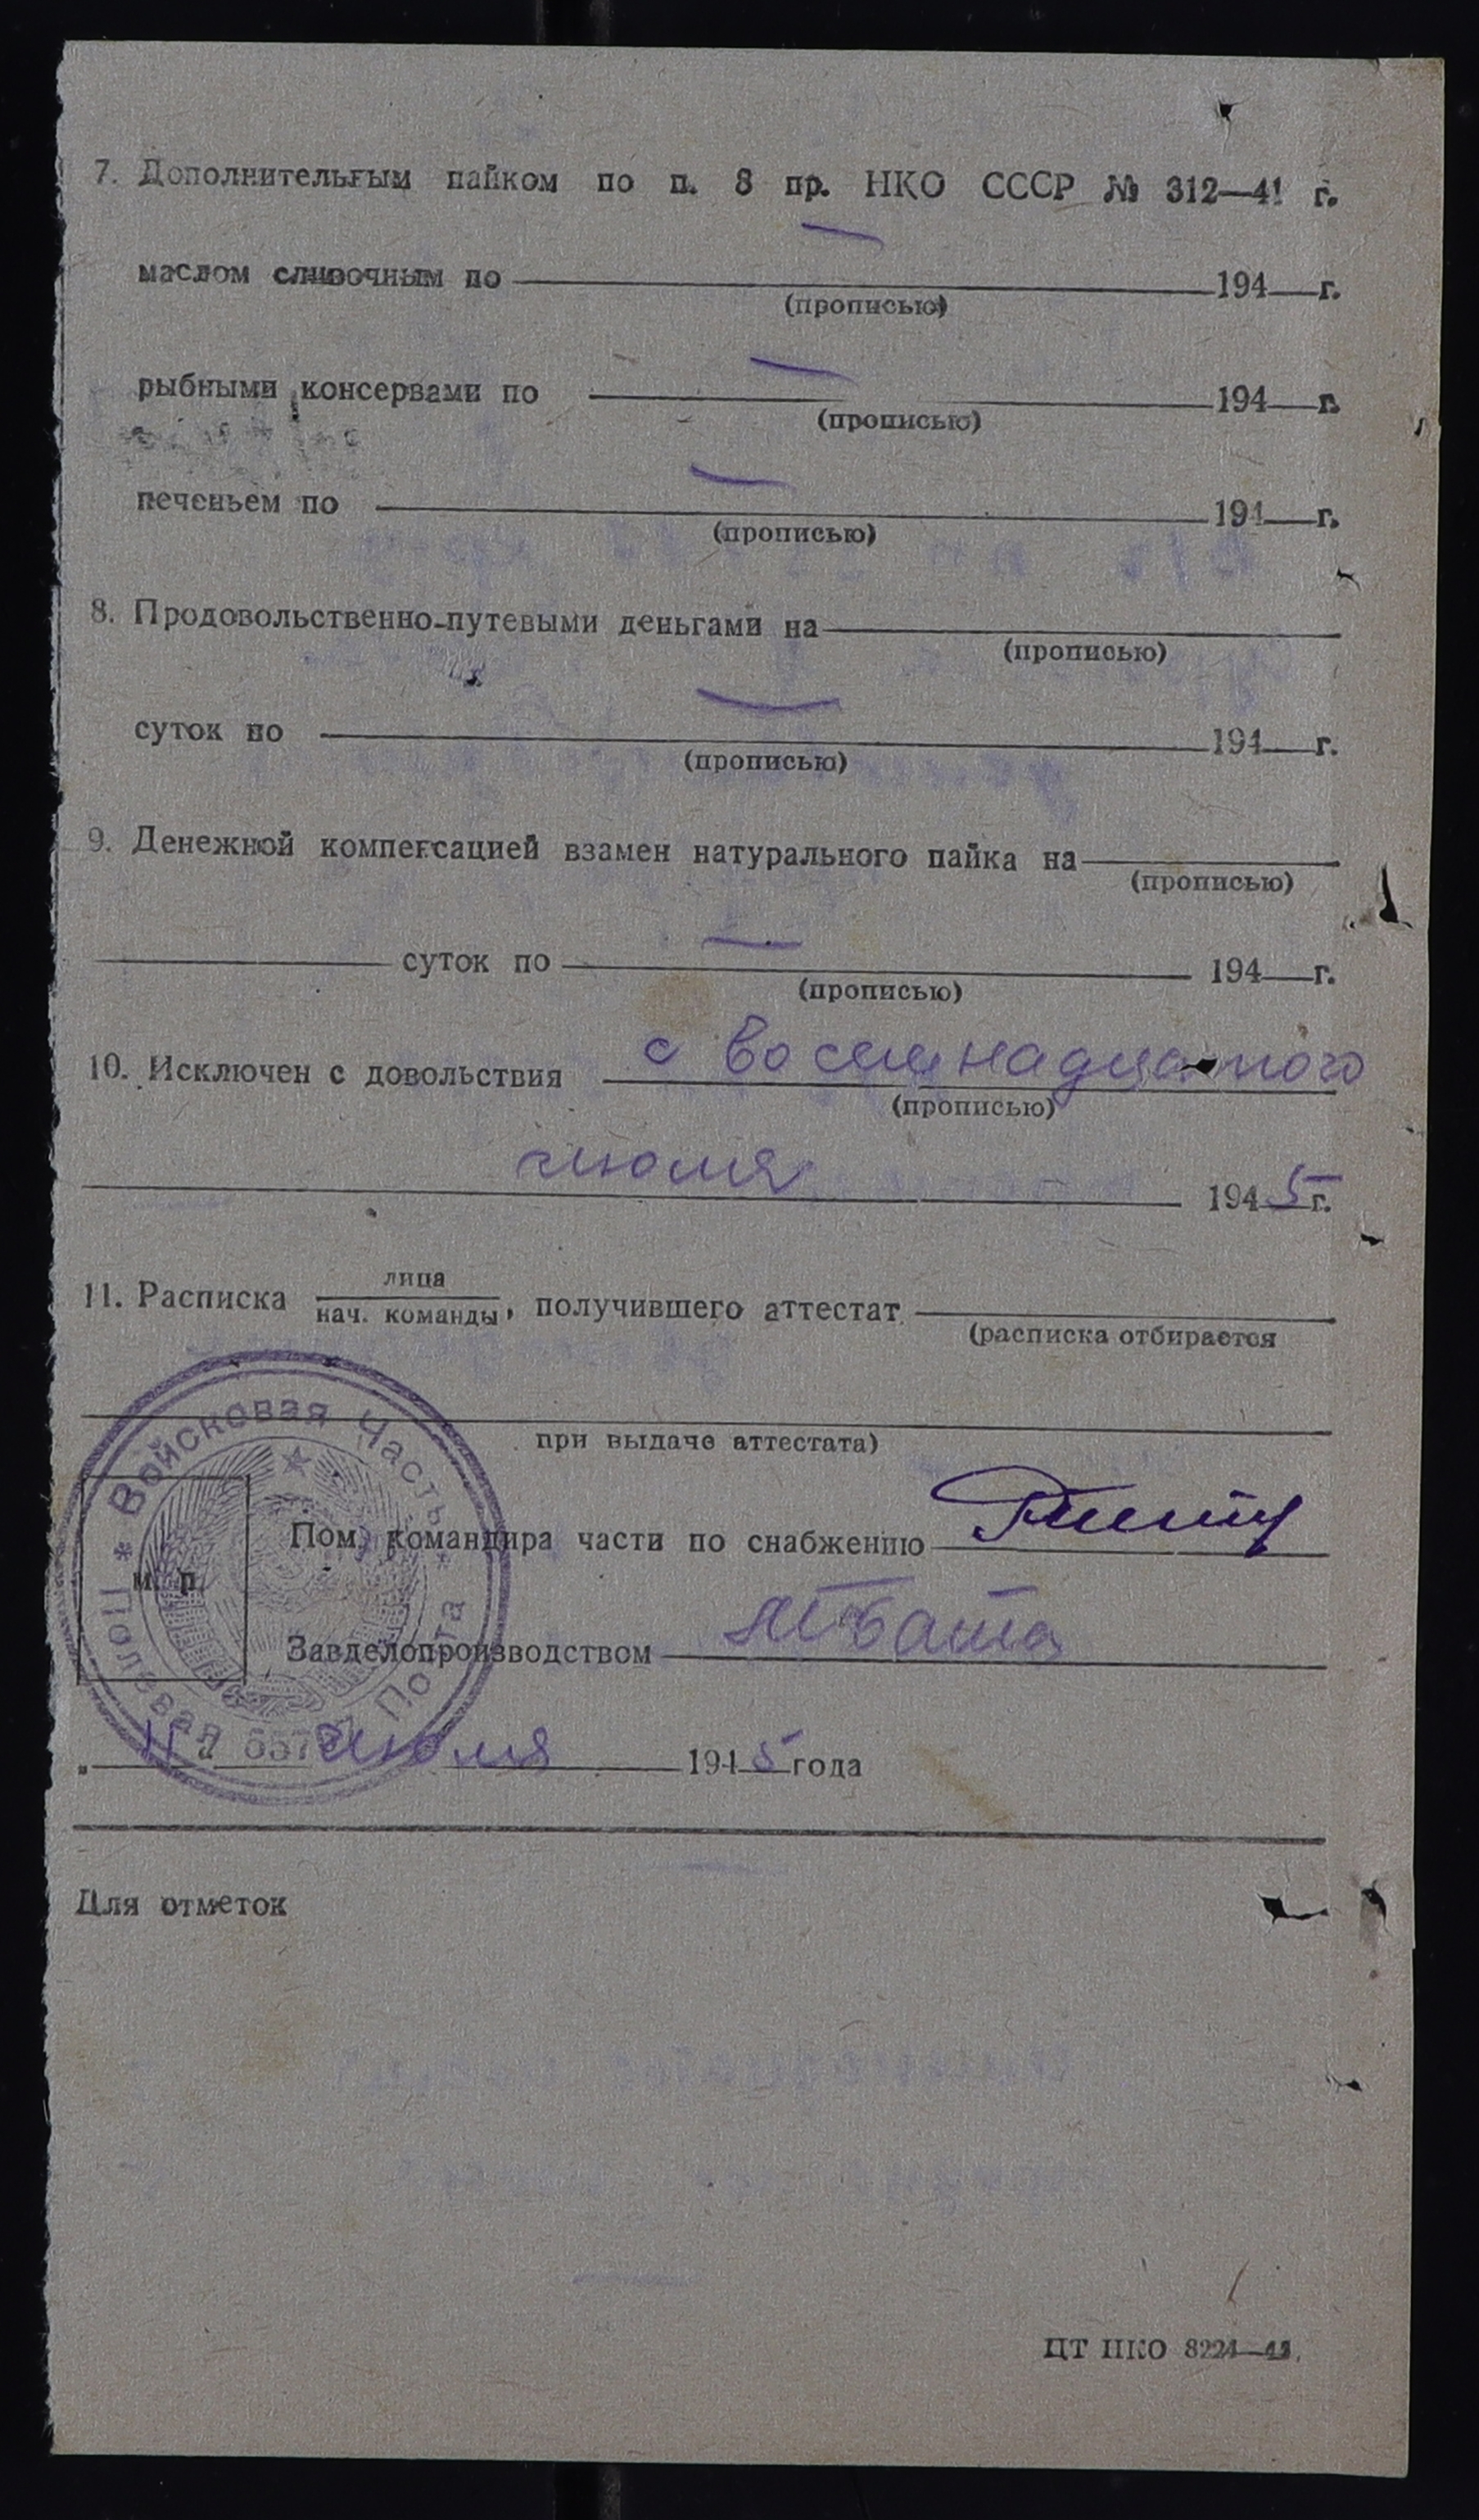 7. Дополнительным пайком по п. 8 пр. НКО СССР № 312—41 г.
маслом сливочным по — 194 г.
(прописью)
рыбными консервами по — 194 г.
(прописью)
печеньем по — 194 г.
(прописью)
8. Продовольственно-путевыми деньгами на
(прописью)
суток по — 194 г.
(прописью)
9. Денежной компенсацией взамен натурального пайка на
(прописью)
суток по — 194 г.
(прописью)
10. Исключен с довольствия с восемнадцатого
(прописью)
июля 1945 г.
11. Расписка лица / нач. команды, получившего аттестат
(расписка отбирается
при выдаче аттестата)
Войсковая Часть * Полевая Почта *
Пом. командира части по снабжению
м. п.
Завделопроизводством
июля 1945 года
Для отметок
ЦТ НКО